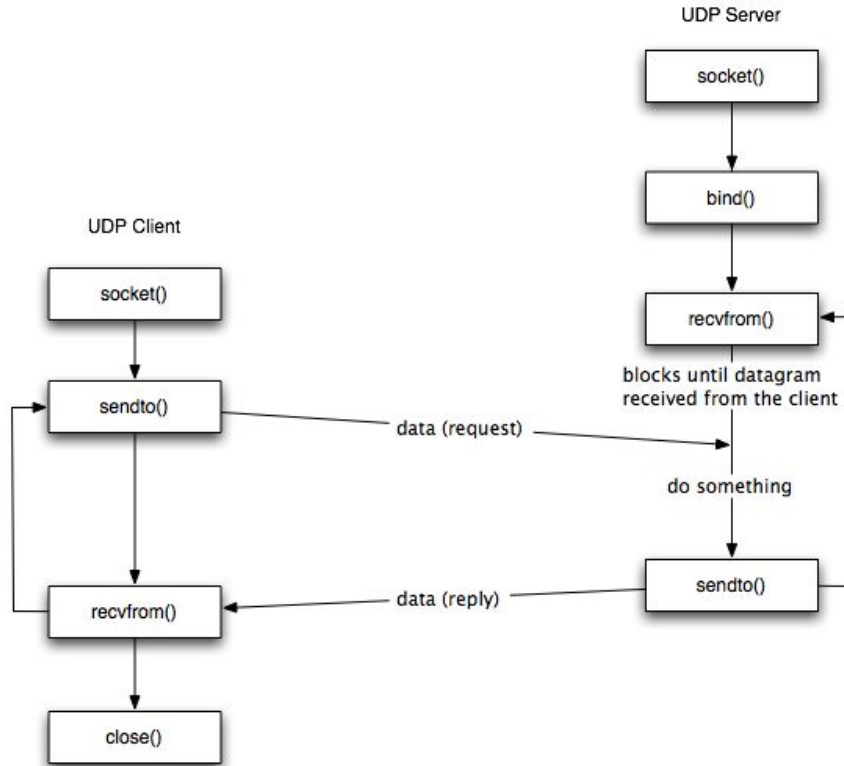 UDP Server
socket()
bind()
UDP Client
socket()
recvfrom()
blocks until datagram
received from the client
sendto()
data (request)
do something
sendto()
data (reply)
recvfrom()
close()